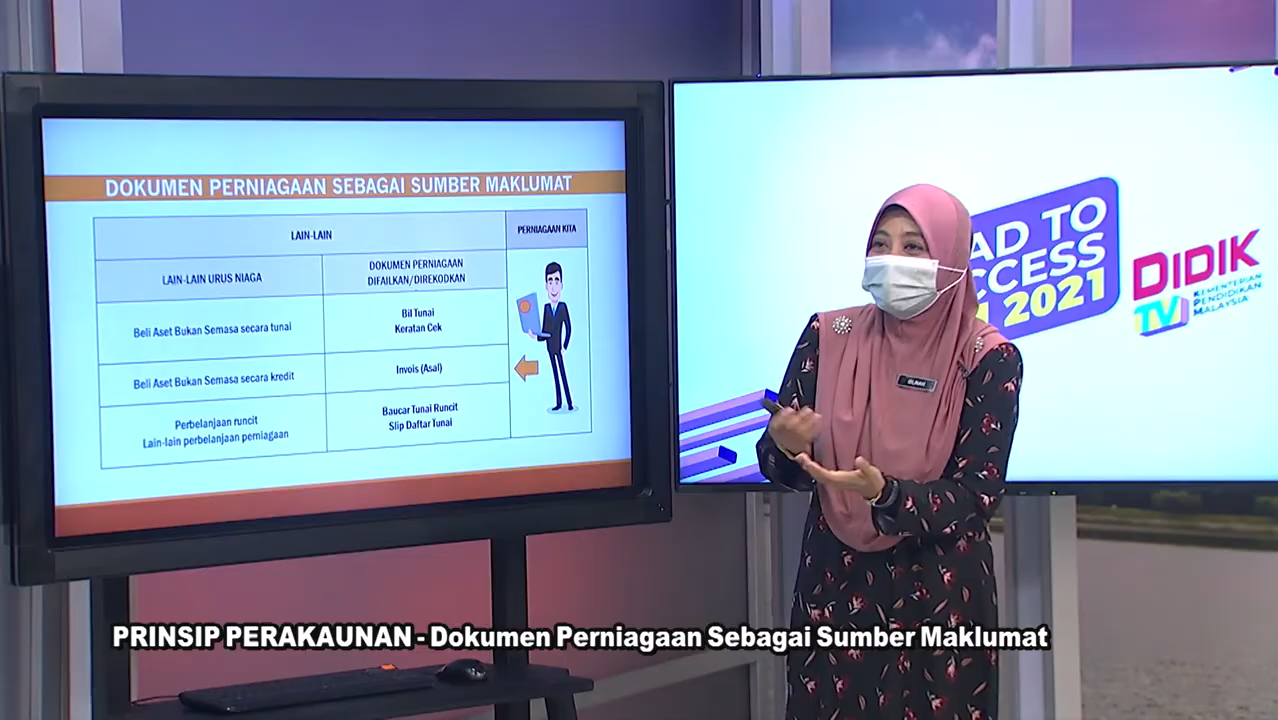 DOKUMEN PERNIAGAAN SEBAGAI SUMBER MAKLUMAT
LAIN-LAIN
PERNIAGAAN KITA
LAIN-LAIN URUS NIAGA
DOKUMEN PERNIAGAAN
DIFAILKAN/DIREKODKAN
Beli Aset Bukan Semasa secara tunai
Bil Tunai
Keratan Cek
Beli Aset Bukan Semasa secara kredit
Invois (Asal)
Perbelanjaan runcit
Lain-lain perbelanjaan perniagaan
Baucar Tunai Runcit
Slip Daftar Tunai
AD TO
CCESS
2021
DIDIK
TV
KEMENTERIAN
PENDIDIKAN
MALAYSIA
PRINSIP PERAKAUNAN - Dokumen Perniagaan Sebagai Sumber Maklumat